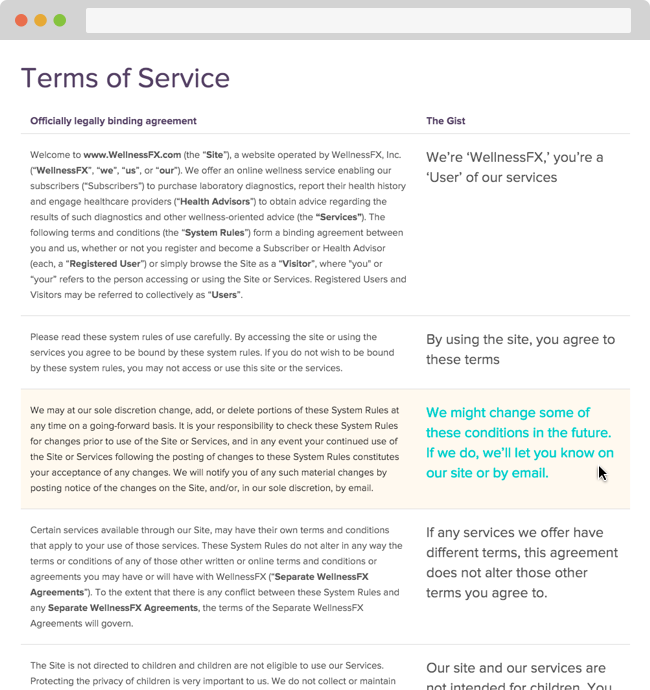 Terms of Service
Officially legally binding agreement
The Gist
Welcome to www.WellnessFX.com (the “Site”), a website operated by WellnessFX, Inc.
(“WellnessFX”, “we”, “us”, or “our”). We offer an online wellness service enabling our
subscribers (“Subscribers”) to purchase laboratory diagnostics, report their health history
and engage healthcare providers (“Health Advisors”) to obtain advice regarding the
results of such diagnostics and other wellness-oriented advice (the “Services”). The
following terms and conditions (the “System Rules”) form a binding agreement between
you and us, whether or not you register and become a Subscriber or Health Advisor
(each, a “Registered User”) or simply browse the Site as a “Visitor”, where "you" or
“your” refers to the person accessing or using the Site or Services. Registered Users and
Visitors may be referred to collectively as “Users”.
We’re ‘WellnessFX,’ you’re a
‘User’ of our services
Please read these system rules of use carefully. By accessing the site or using the
services you agree to be bound by these system rules. If you do not wish to be bound
by these system rules, you may not access or use this site or the services.
By using the site, you agree to
these terms
We may at our sole discretion change, add, or delete portions of these System Rules at
any time on a going-forward basis. It is your responsibility to check these System Rules
for changes prior to use of the Site or Services, and in any event your continued use of
the Site or Services following the posting of changes to these System Rules constitutes
your acceptance of any changes. We will notify you of any such material changes by
posting notice of the changes on the Site, and/or, in our sole discretion, by email.
We might change some of
these conditions in the future.
If we do, we’ll let you know on
our site or by email.
Certain services available through our Site, may have their own terms and conditions
that apply to your use of those services. These System Rules do not alter in any way the
terms or conditions of any of those other written or online terms and conditions or
agreements you may have or will have with WellnessFX (“Separate WellnessFX
Agreements”). To the extent that there is any conflict between these System Rules and
any Separate WellnessFX Agreements, the terms of the Separate WellnessFX
Agreements will govern.
If any services we offer have
different terms, this agreement
does not alter those other
terms you agree to.
The Site is not directed to children and children are not eligible to use our Services.
Protecting the privacy of children is very important to us. We do not collect or maintain
Our site and our services are
not intended for children. You